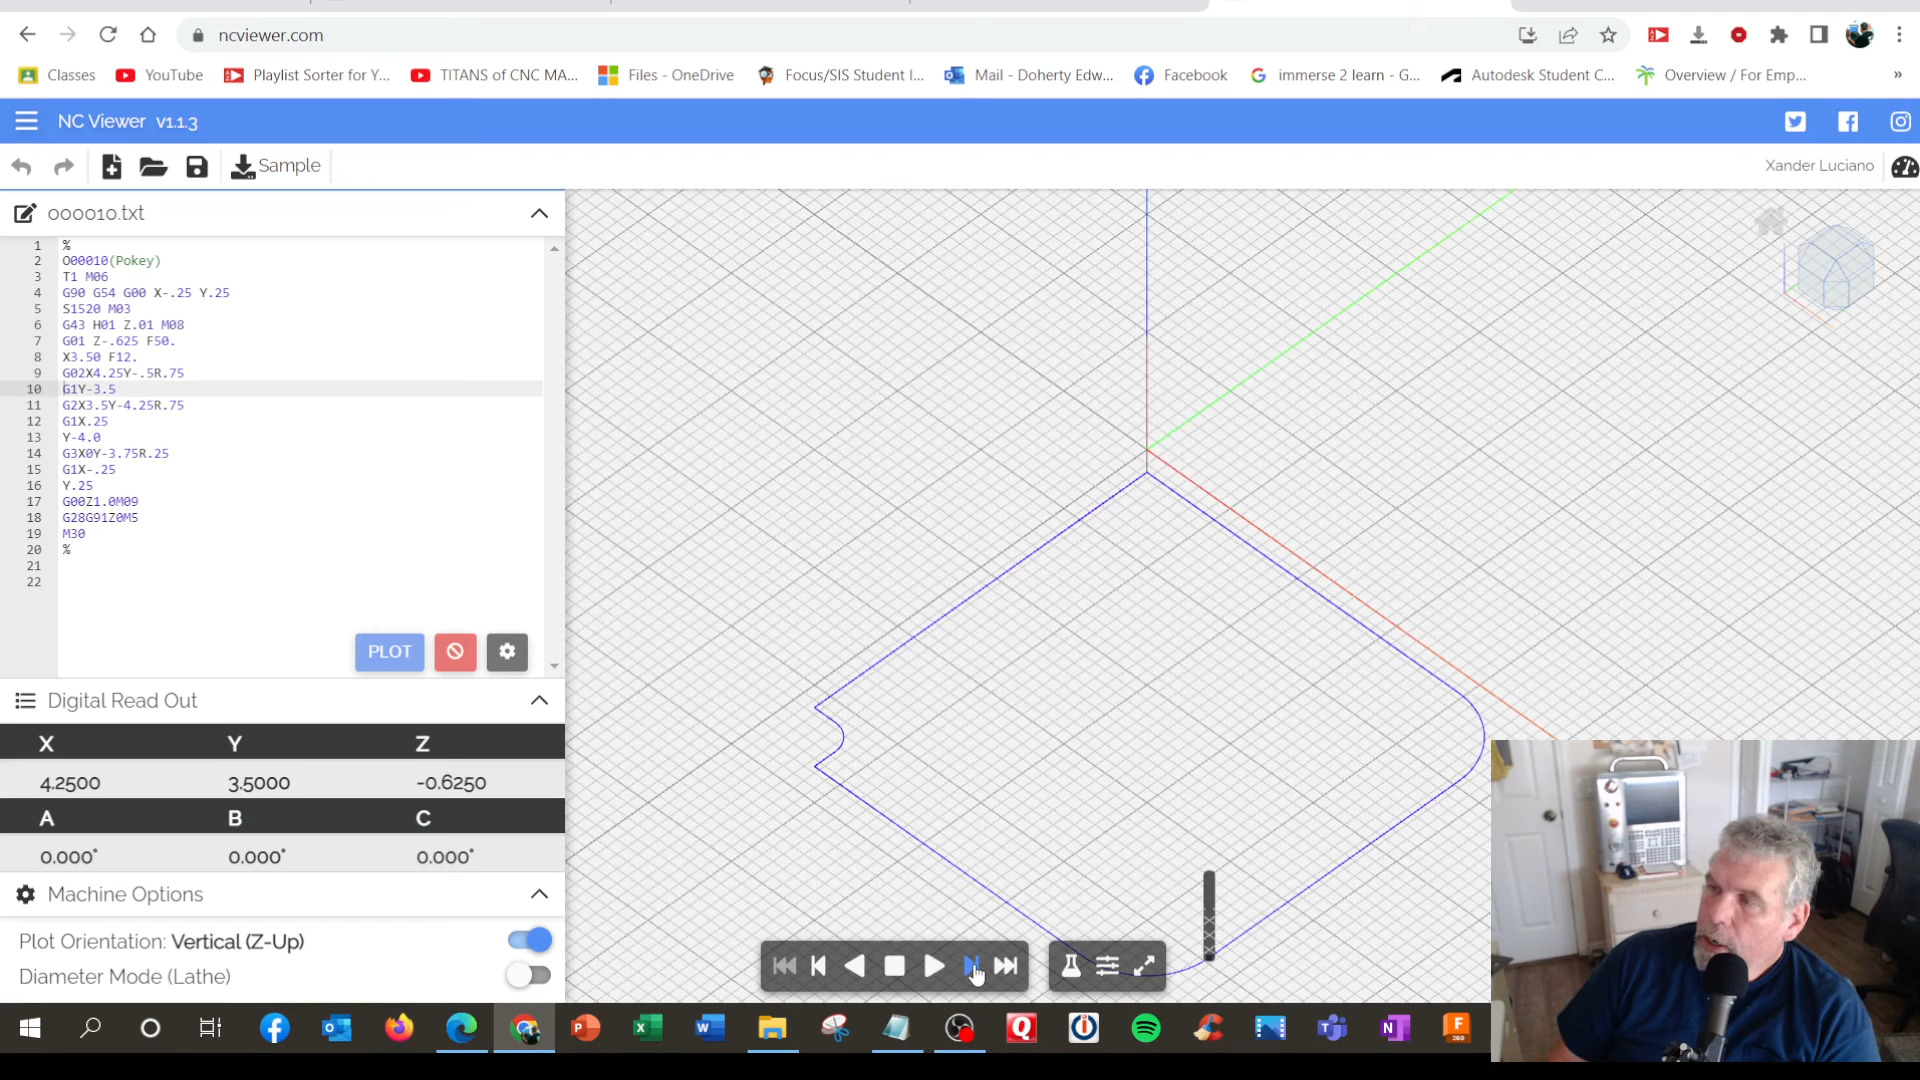 ncviewer.com
Classes YouTube Playlist Sorter for Y... TITANS of CNC MA... Files - OneDrive Focus/SIS Student I... Mail - Doherty Edw... Facebook immerse 2 learn - G... Autodesk Student C... Overview / For Emp... »
NC Viewer v1.1.3
Sample
Xander Luciano
000010.txt
1 %
2 O00010(Pokey)
3 T1 M06
4 G90 G54 G00 X-.25 Y.25
5 S1520 M03
6 G43 H01 Z.01 M08
7 G01 Z-.625 F50.
8 X3.50 F12.
9 G02X4.25Y-.5R.75
10 G1Y-3.5
11 G2X3.5Y-4.25R.75
12 G1X.25
13 Y-4.0
14 G3X0Y-3.75R.25
15 G1X-.25
16 Y.25
17 G00Z1.0M09
18 G28G91Z0M5
19 M30
20 %
21
22
PLOT
Digital Read Out
X Y Z
4.2500 3.5000 -0.6250
A B C
0.000° 0.000° 0.000°
Machine Options
Plot Orientation: Vertical (Z-Up)
Diameter Mode (Lathe)